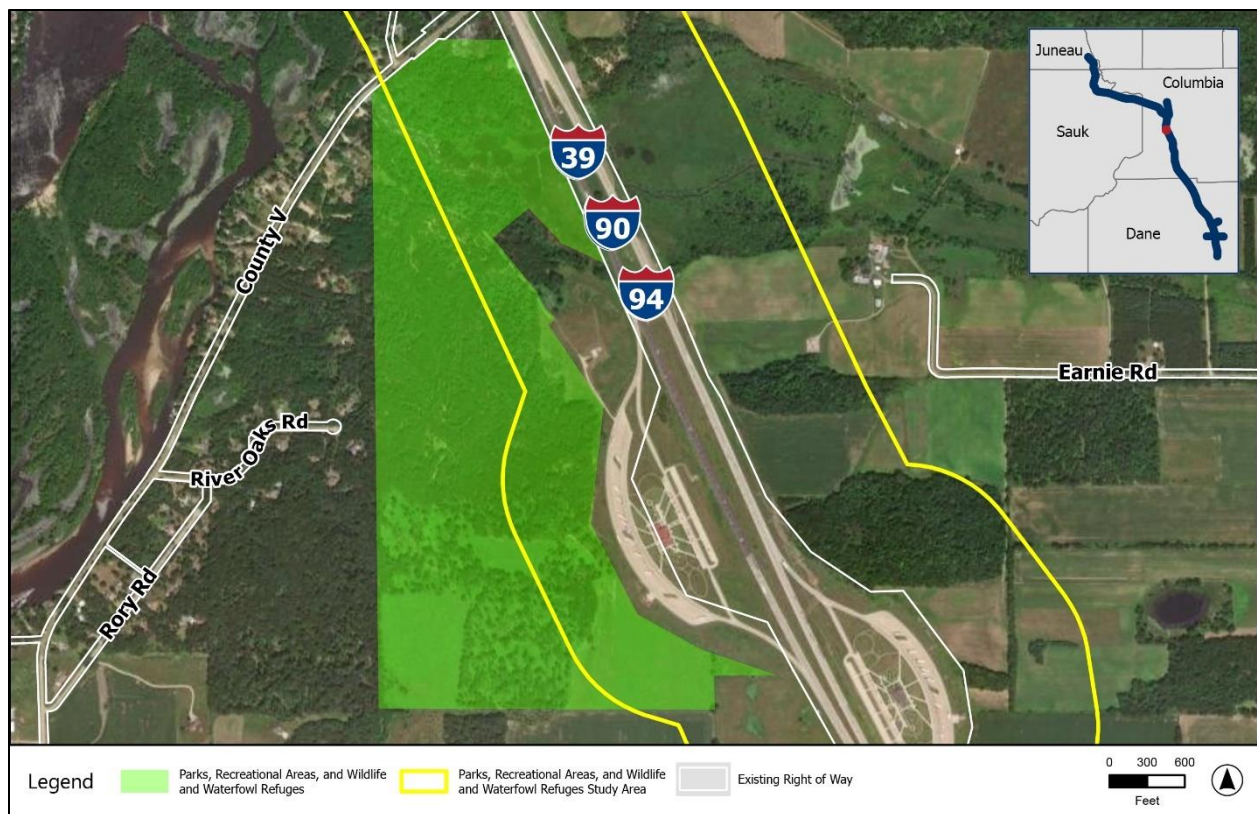 Juneau
Columbia
Sauk
Dane
39
90
94
County V
Earnie Rd
River Oaks Rd
Rory Rd
Legend
Parks, Recreational Areas, and Wildlife
and Waterfowl Refuges
Parks, Recreational Areas, and Wildlife
and Waterfowl Refuges Study Area
Existing Right of Way
0 300 600
Feet